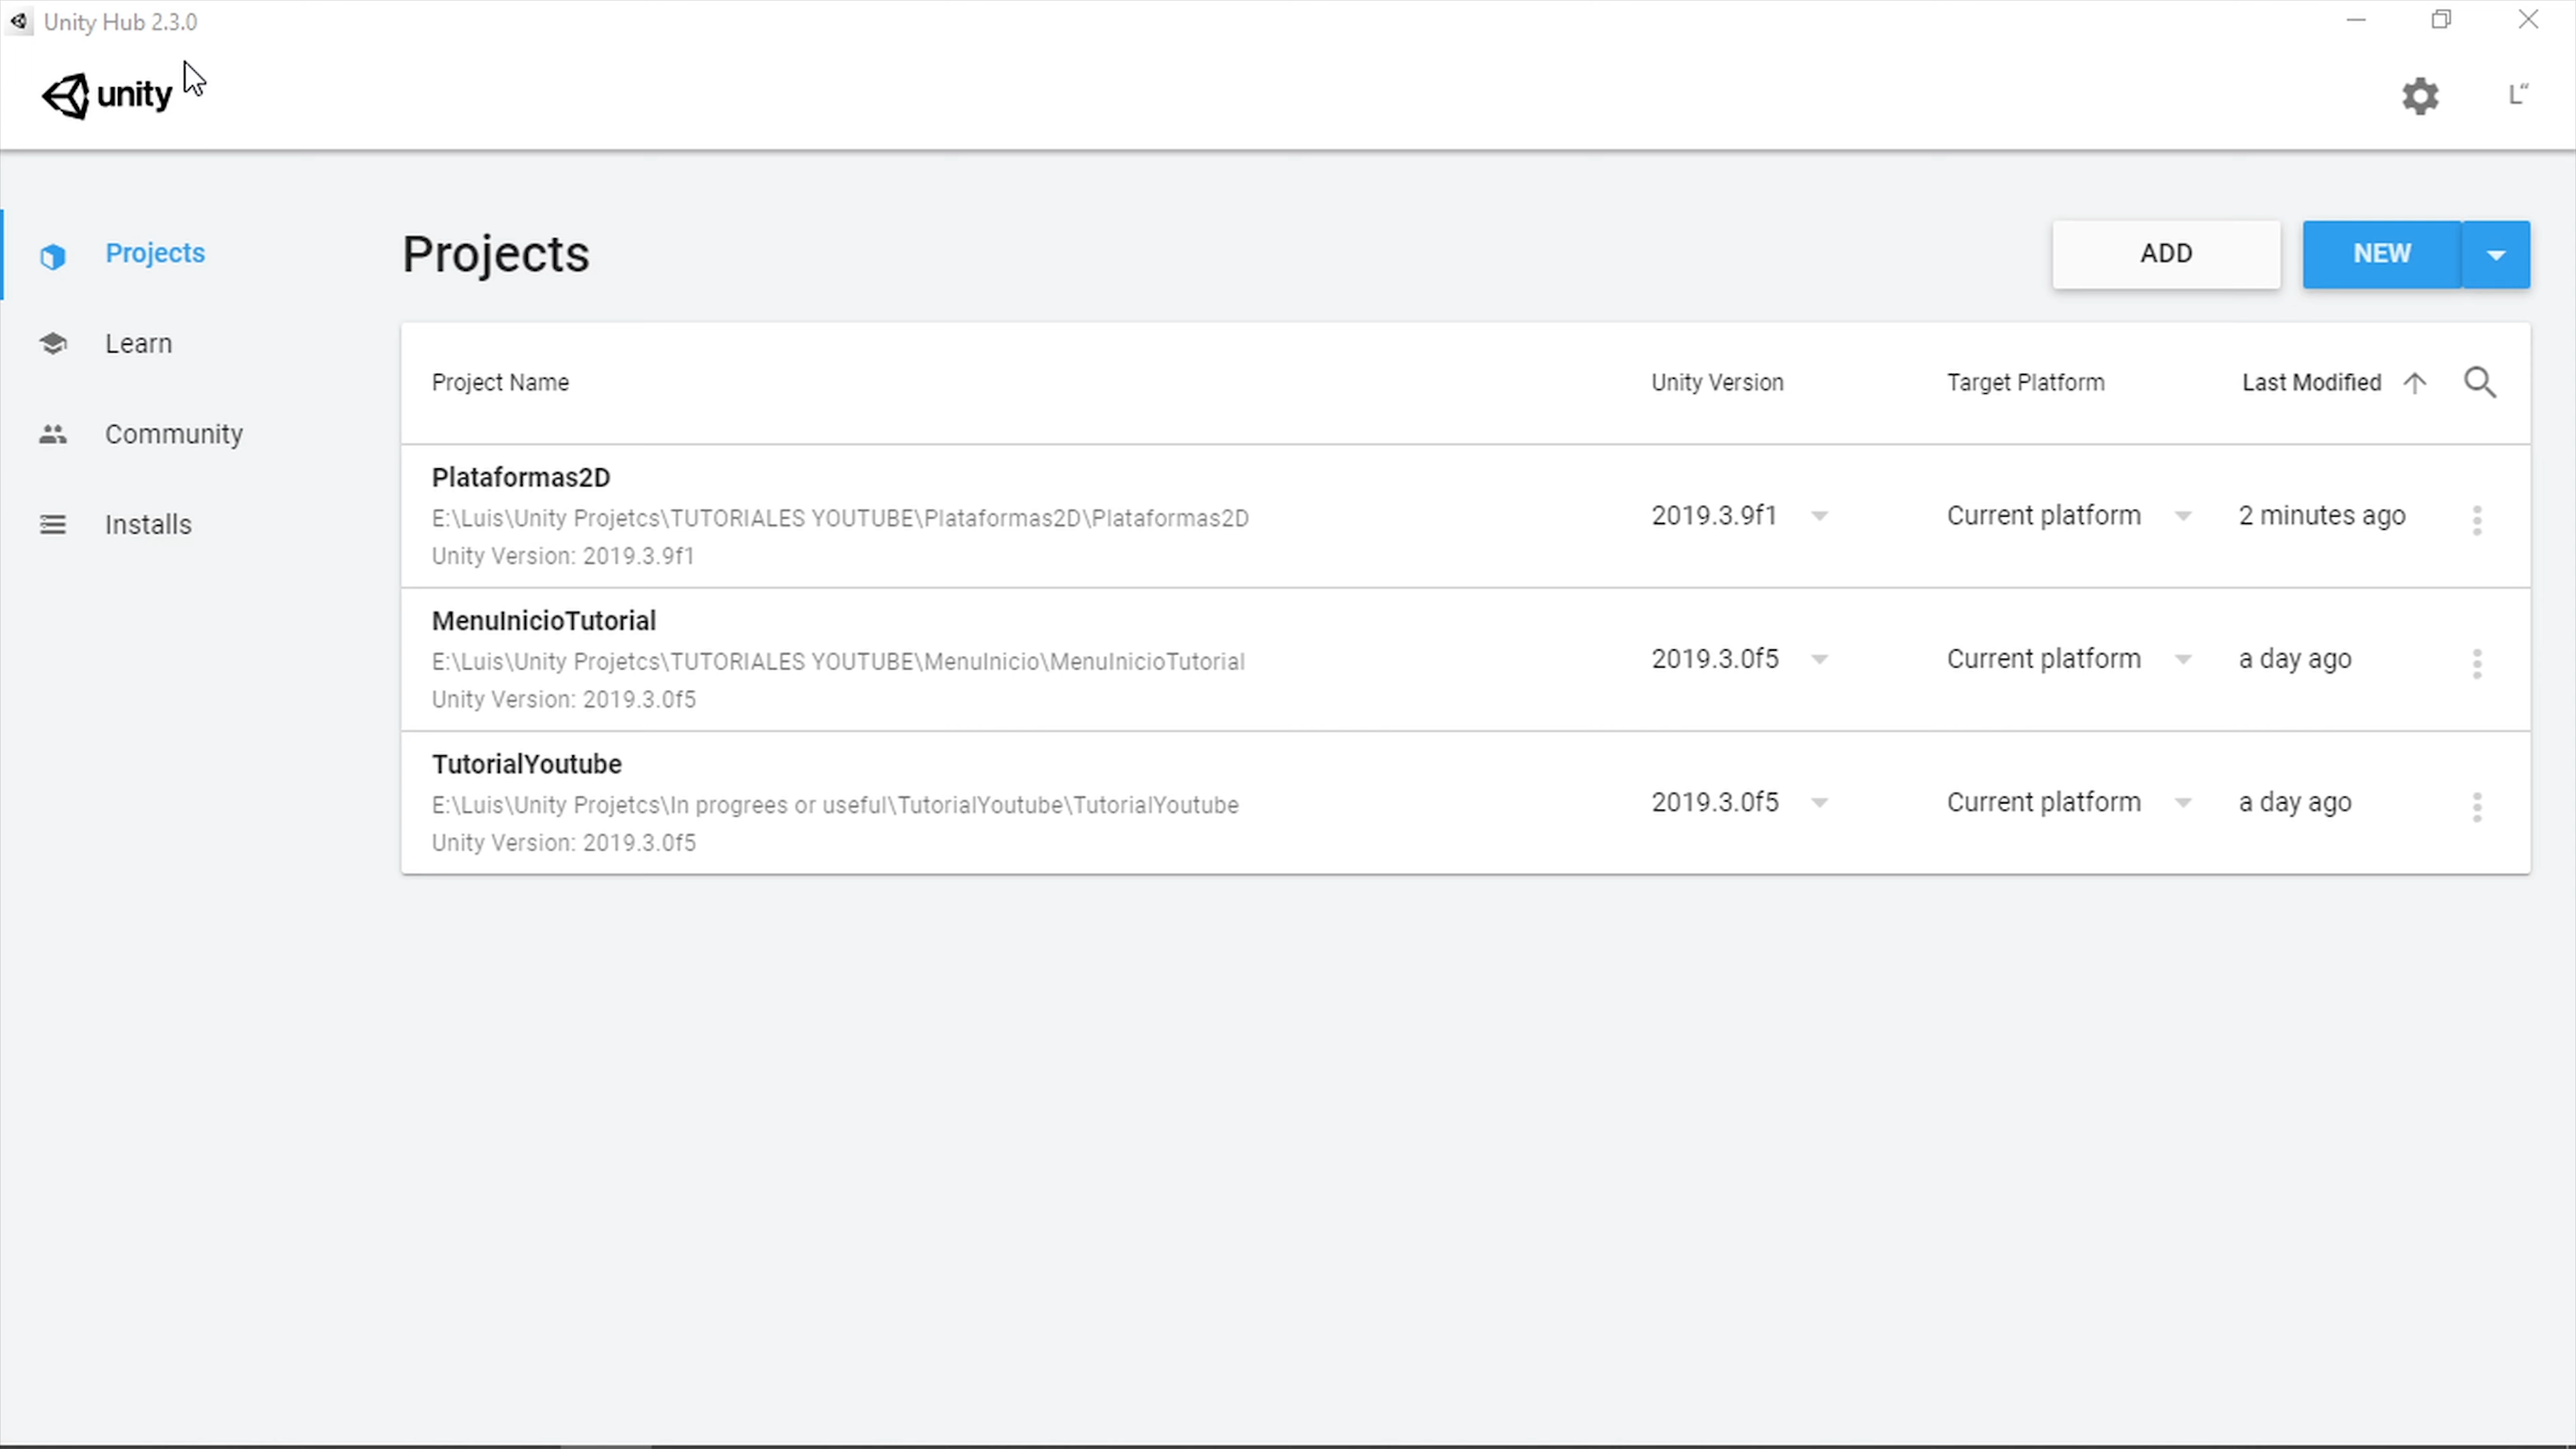 Unity Hub 2.3.0
unity
L“
Projects
Learn
Community
Installs
Projects
ADD
NEW
Project Name Unity Version Target Platform Last Modified
Plataformas2D
E:\Luis\Unity Projetcs\TUTORIALES YOUTUBE\Plataformas2D\Plataformas2D
Unity Version: 2019.3.9f1
2019.3.9f1 Current platform 2 minutes ago
MenuInicioTutorial
E:\Luis\Unity Projetcs\TUTORIALES YOUTUBE\MenuInicio\MenuInicioTutorial
Unity Version: 2019.3.0f5
2019.3.0f5 Current platform a day ago
TutorialYoutube
E:\Luis\Unity Projetcs\In progrees or useful\TutorialYoutube\TutorialYoutube
Unity Version: 2019.3.0f5
2019.3.0f5 Current platform a day ago